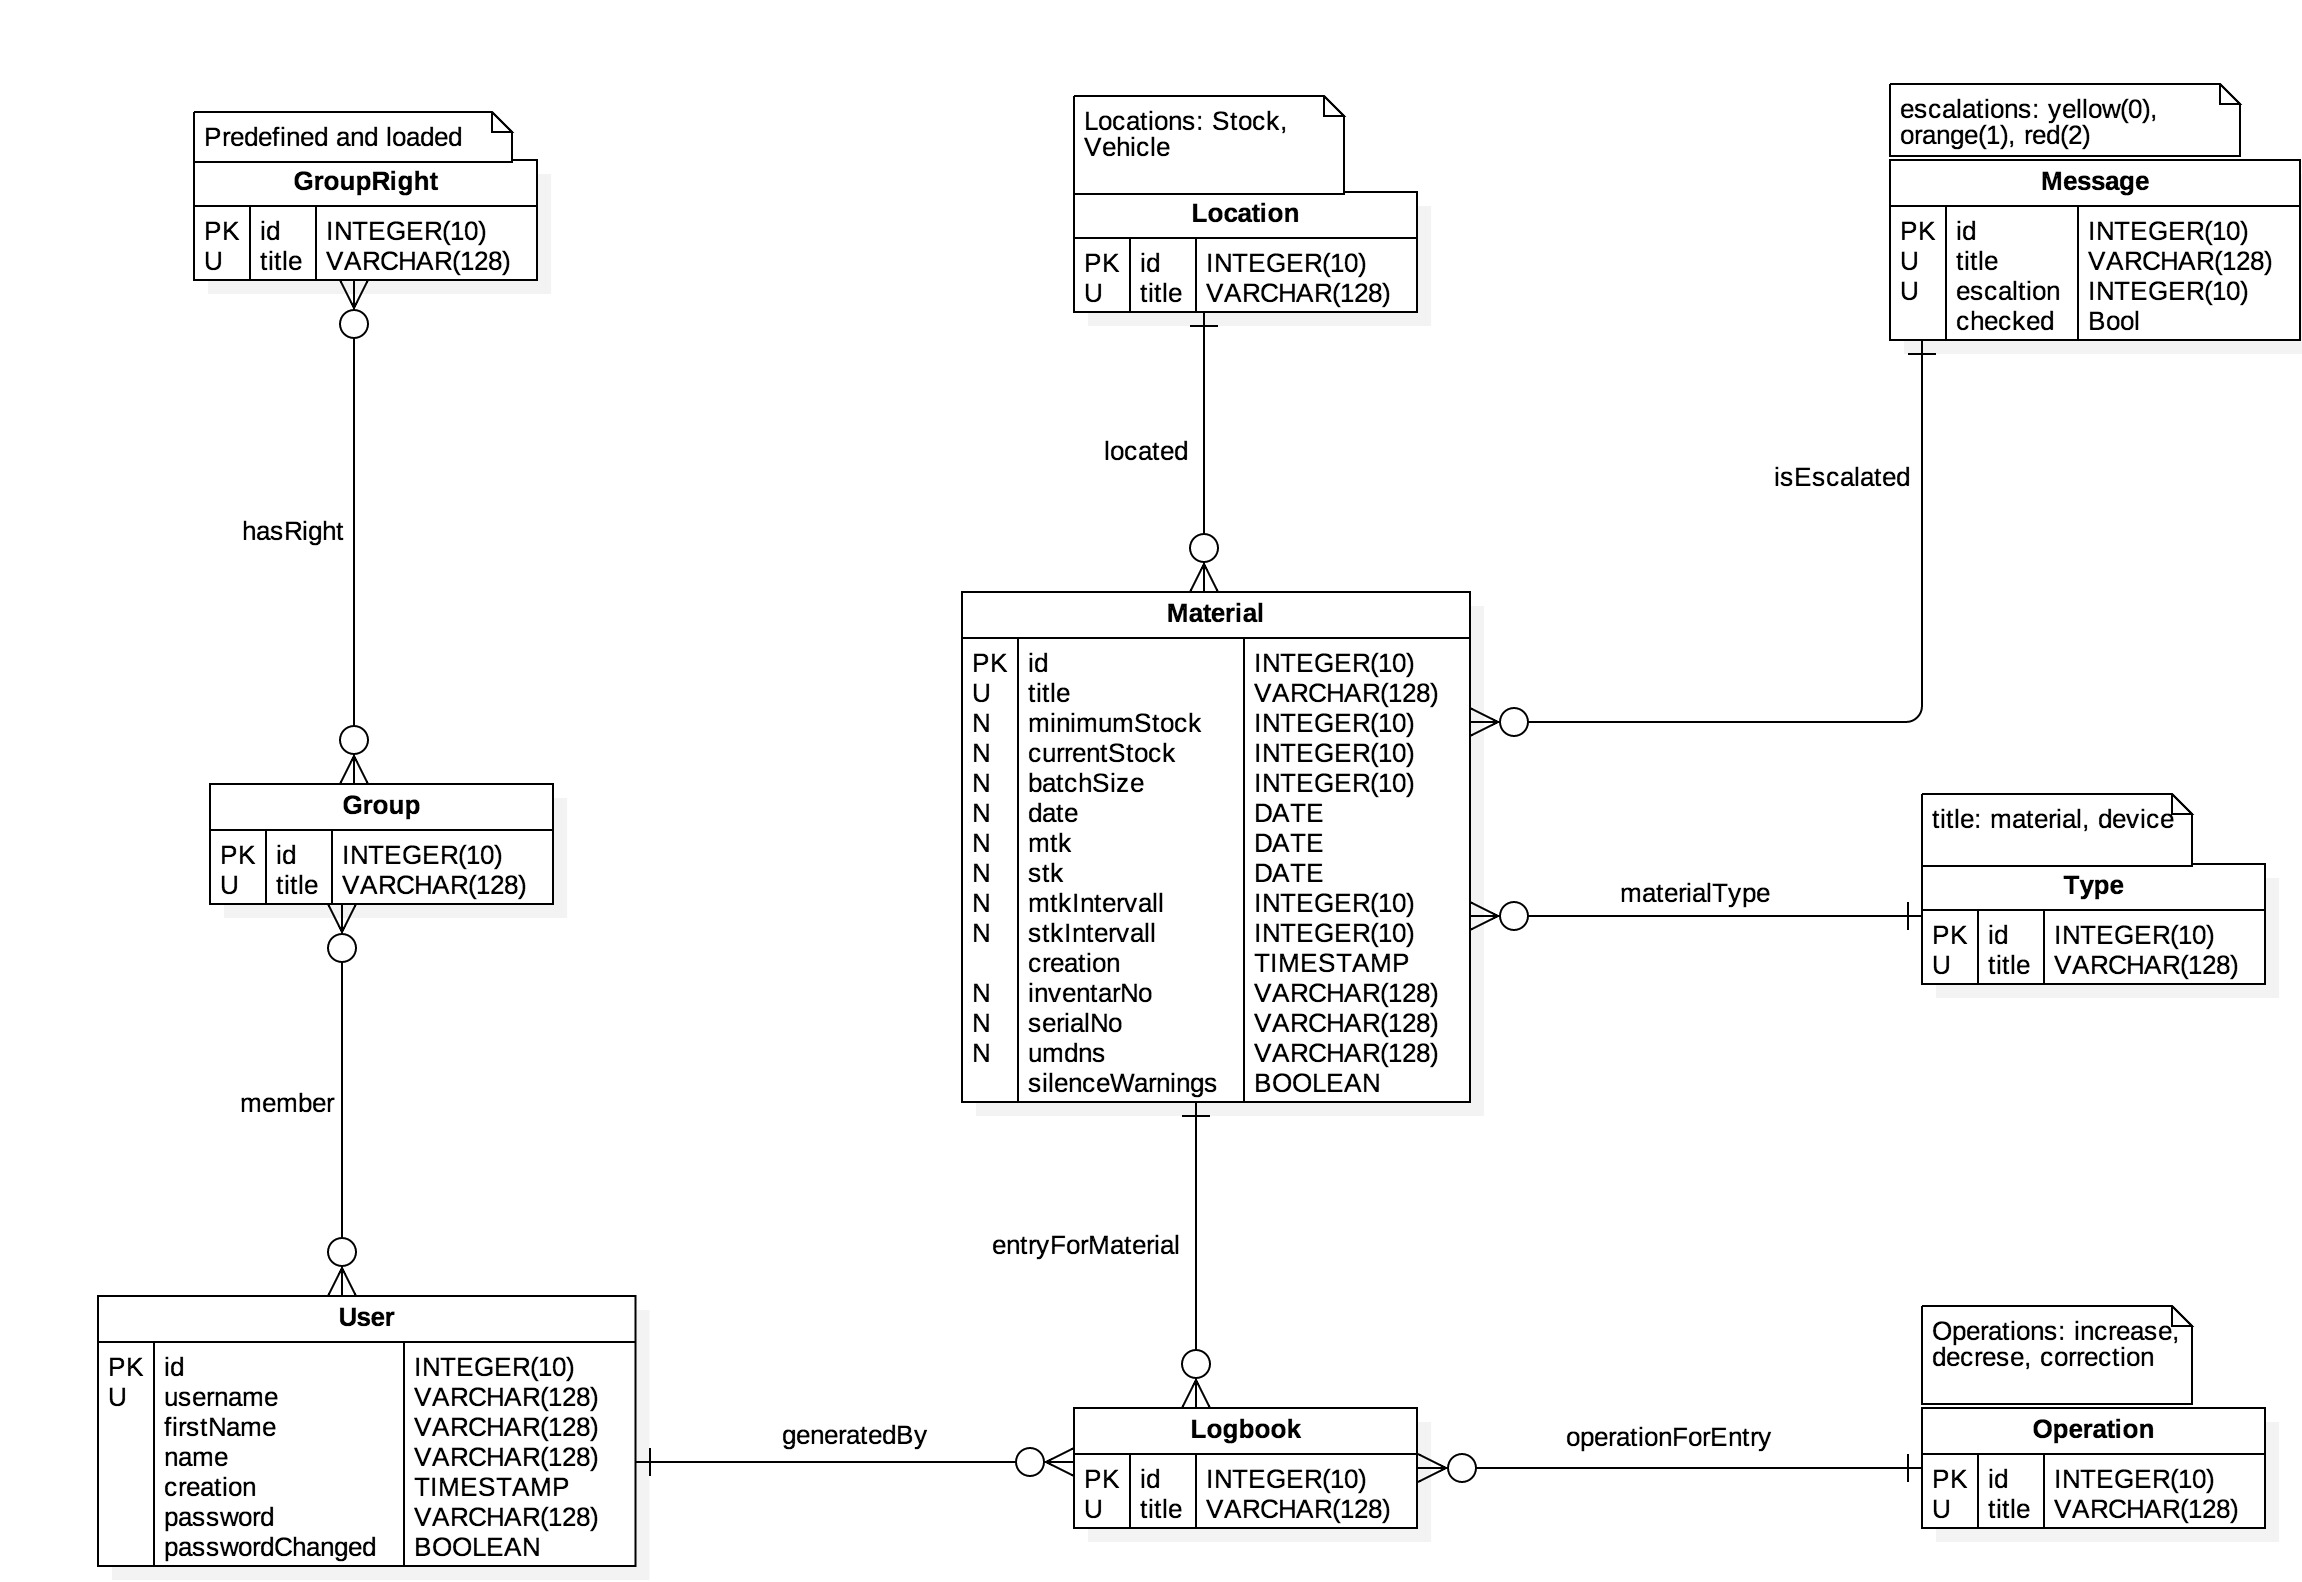 Predefined and loaded
GroupRight
PK id INTEGER(10)
U title VARCHAR(128)
hasRight
Group
PK id INTEGER(10)
U title VARCHAR(128)
member
User
PK id INTEGER(10)
U username VARCHAR(128)
firstName VARCHAR(128)
name VARCHAR(128)
creation TIMESTAMP
password VARCHAR(128)
passwordChanged BOOLEAN
generatedBy
Locations: Stock,
Vehicle
Location
PK id INTEGER(10)
U title VARCHAR(128)
located
Material
PK id INTEGER(10)
U title VARCHAR(128)
N minimumStock INTEGER(10)
N currentStock INTEGER(10)
N batchSize INTEGER(10)
N date DATE
N mtk DATE
N stk DATE
N mtkIntervall INTEGER(10)
N stkIntervall INTEGER(10)
creation TIMESTAMP
N inventarNo VARCHAR(128)
N serialNo VARCHAR(128)
N umdns VARCHAR(128)
silenceWarnings BOOLEAN
entryForMaterial
Logbook
PK id INTEGER(10)
U title VARCHAR(128)
escalations: yellow(0),
orange(1), red(2)
Message
PK id INTEGER(10)
U title VARCHAR(128)
U escaltion INTEGER(10)
checked Bool
isEscalated
materialType
title: material, device
Type
PK id INTEGER(10)
U title VARCHAR(128)
operationForEntry
Operations: increase,
decrese, correction
Operation
PK id INTEGER(10)
U title VARCHAR(128)